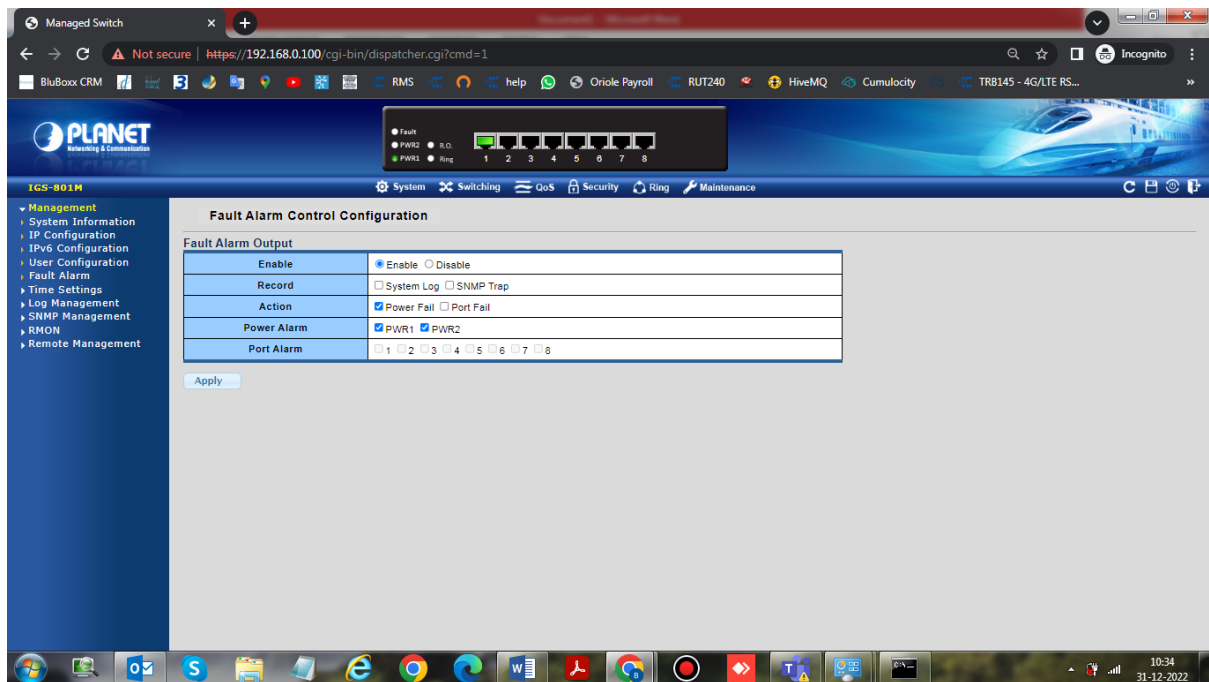 Managed Switch
Not secure | https://192.168.0.100/cgi-bin/dispatcher.cgi?cmd=1
Incognito
BluBoxx CRM RMS help Oriole Payroll RUT240 HiveMQ Cumulocity TRB145 - 4G/LTE RS...
PLANET
Networking & Communication
Fault
PWR2 R.O.
PWR1 Ring 1 2 3 4 5 6 7 8
IGS-801M
System Switching QoS Security Ring Maintenance
Management
System Information
IP Configuration
IPv6 Configuration
User Configuration
Fault Alarm
Time Settings
Log Management
SNMP Management
RMON
Remote Management
Fault Alarm Control Configuration
Fault Alarm Output
Enable Enable Disable
Record System Log SNMP Trap
Action Power Fail Port Fail
Power Alarm PWR1 PWR2
Port Alarm 1 2 3 4 5 6 7 8
Apply
10:34
31-12-2022